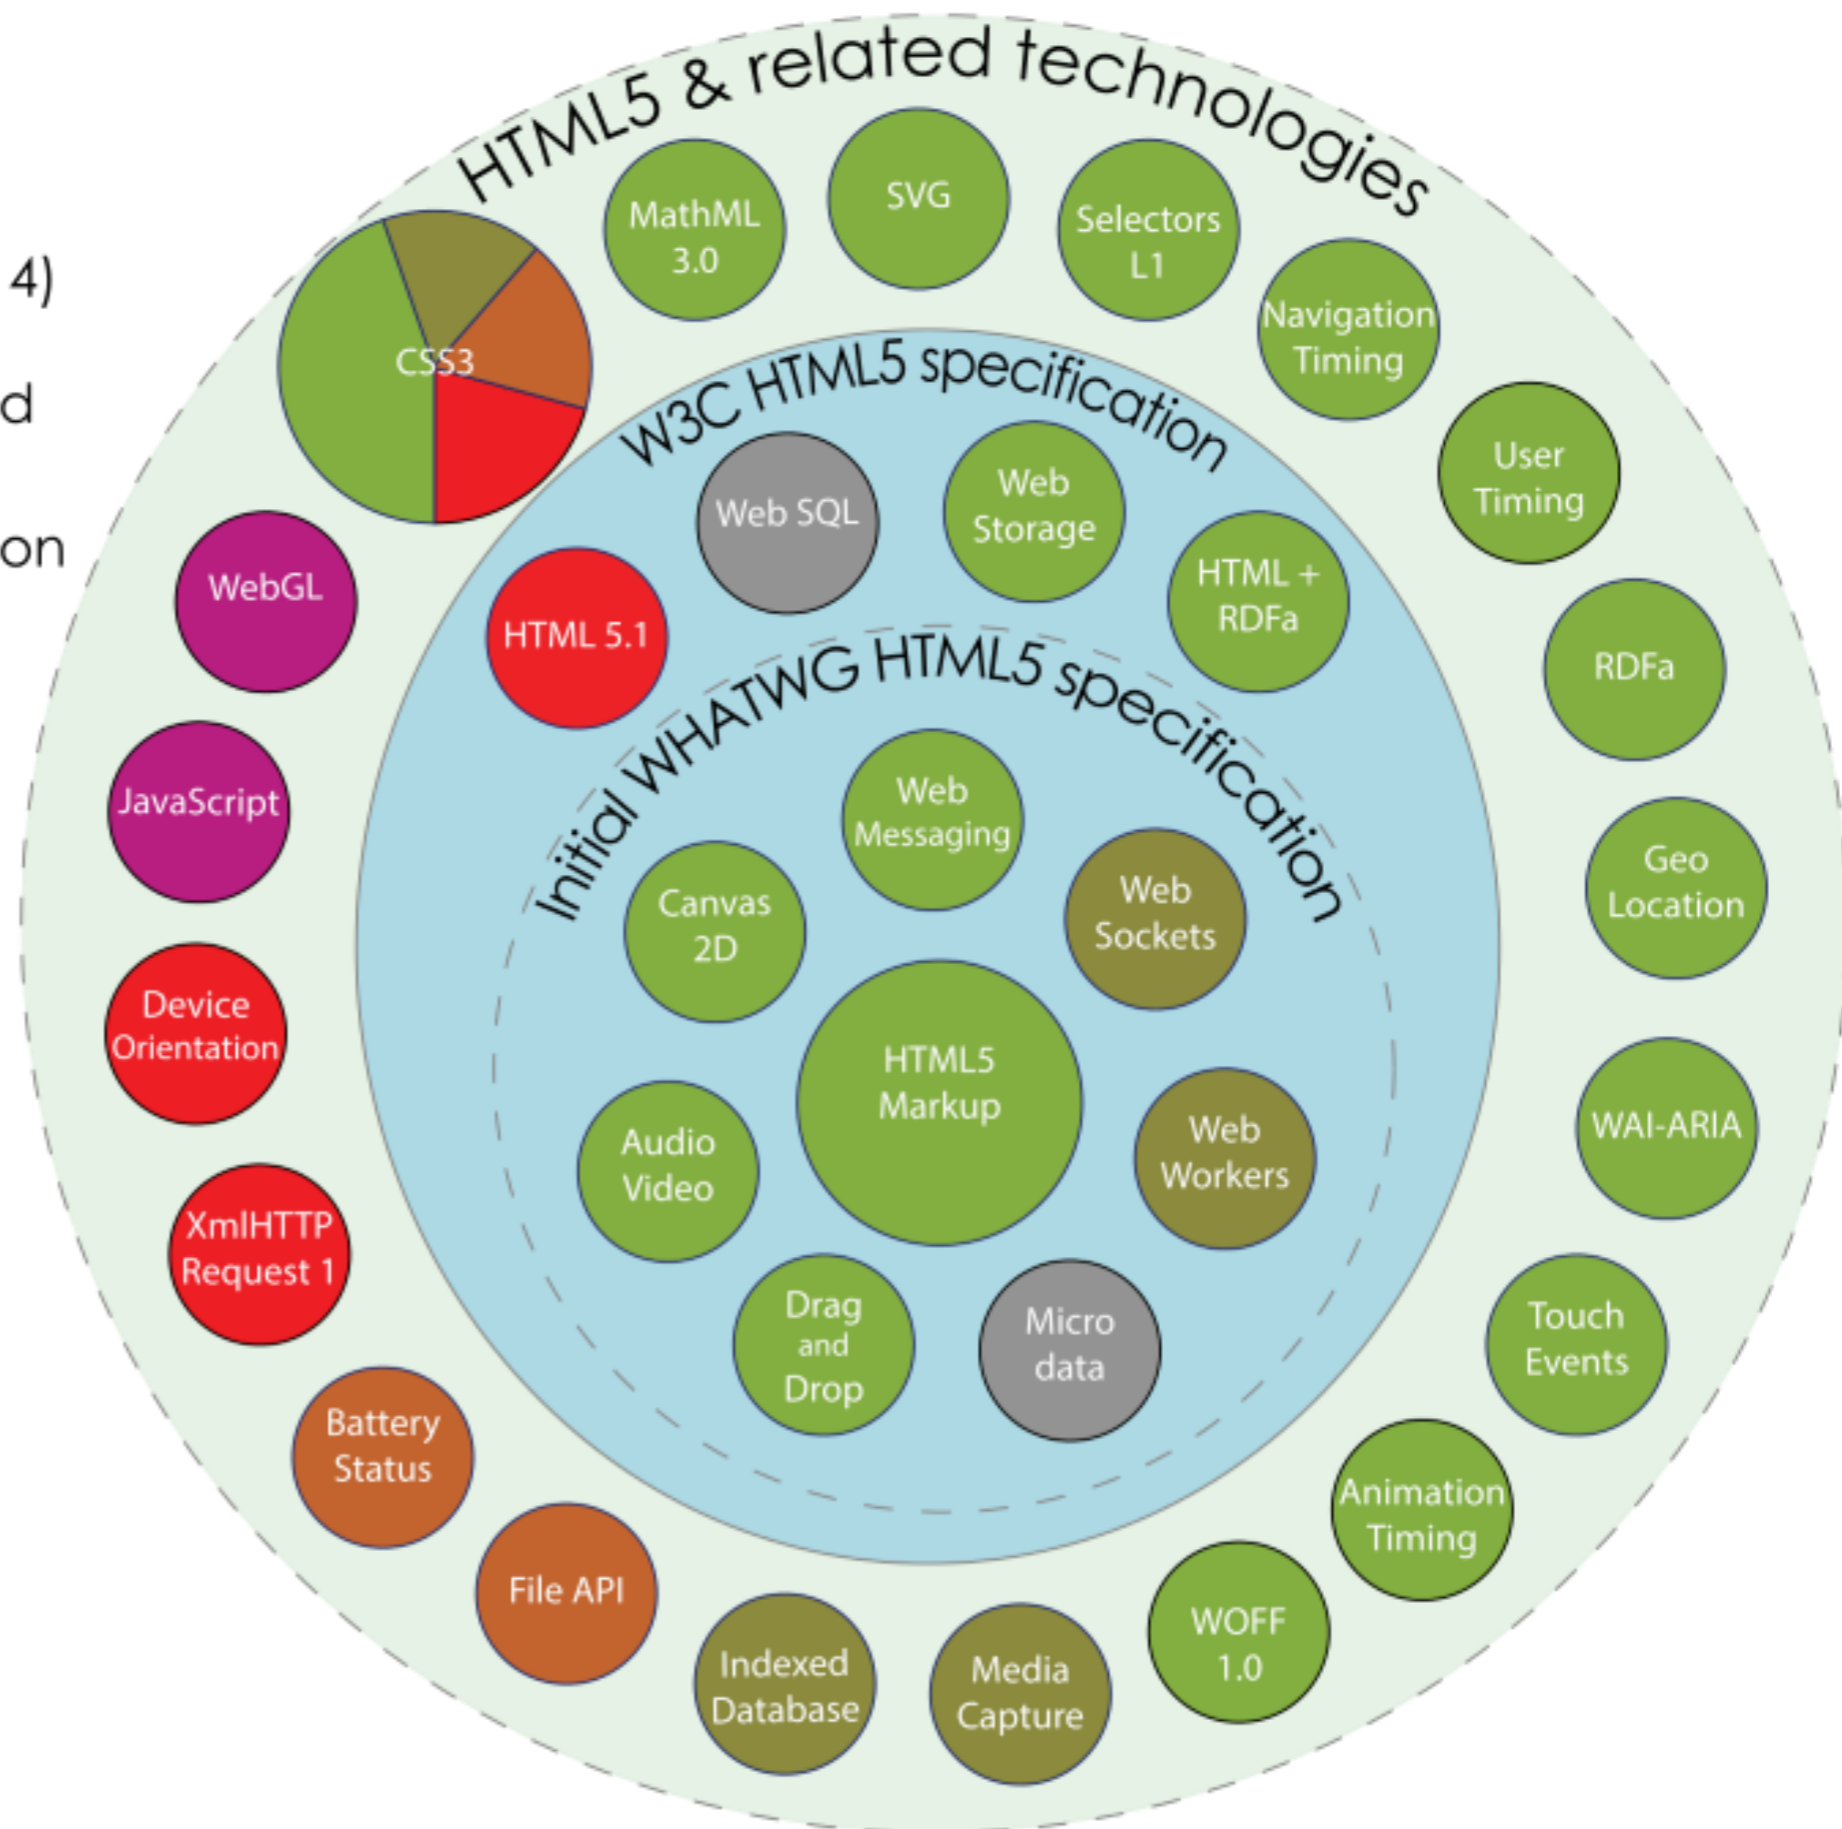 HTML5 & related technologies
4)
d
on
MathML
3.0
SVG
Selectors
L1
Navigation
Timing
CSS3
User
Timing
WebGL
RDFa
JavaScript
Geo
Location
Device
Orientation
WAI-ARIA
XmlHTTP
Request 1
Touch
Events
Battery
Status
Animation
Timing
File API
WOFF
1.0
Indexed
Database
Media
Capture
W3C HTML5 specification
Web SQL
Web
Storage
HTML +
RDFa
HTML 5.1
Initial WHATWG HTML5 specification
Web
Messaging
Canvas
2D
Web
Sockets
HTML5
Markup
Audio
Video
Web
Workers
Drag
and
Drop
Micro
data